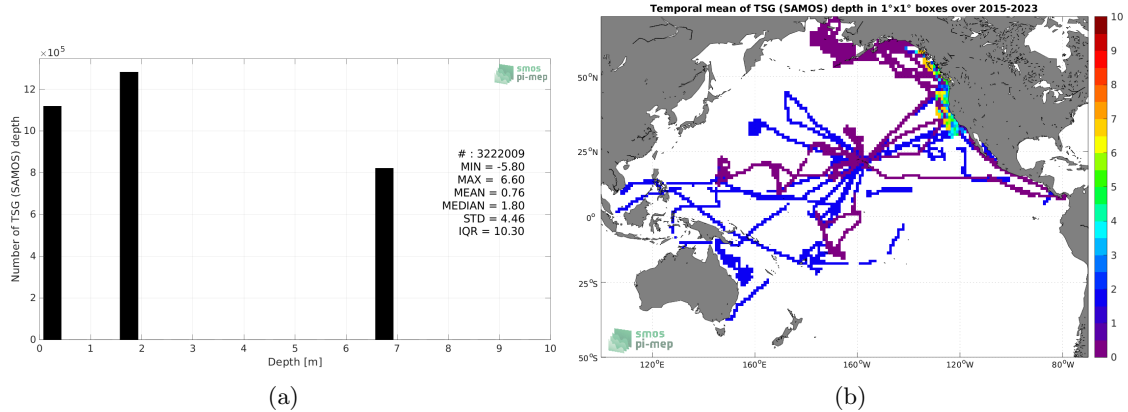 ×10⁵
12
10
8
6
4
2
0
0 1 2 3 4 5 6 7 8 9 10
Number of TSG (SAMOS) depth
Depth [m]
smos
pi-mep
# : 3222009
MIN = -5.80
MAX = 6.60
MEAN = 0.76
MEDIAN = 1.80
STD = 4.46
IQR = 10.30
(a)
Temporal mean of TSG (SAMOS) depth in 1°x1° boxes over 2015-2023
50°N
25°N
0°
25°S
50°S
120°E 160°E 160°W 120°W 80°W
smos
pi-mep
10
9
8
7
6
5
4
3
2
1
0
(b)